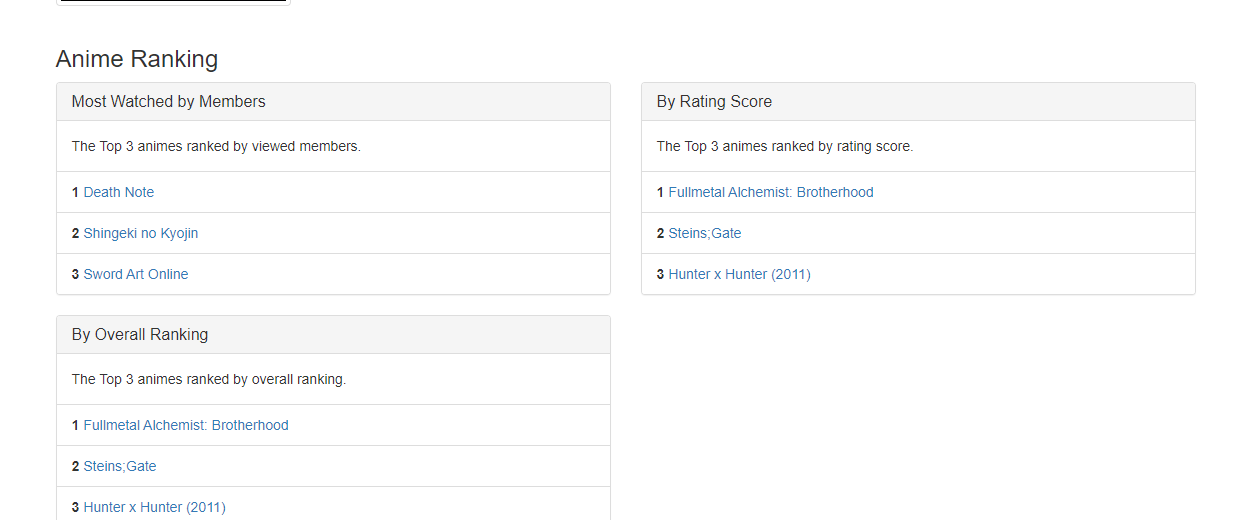 Anime Ranking
Most Watched by Members
The Top 3 animes ranked by viewed members.
1 Death Note
2 Shingeki no Kyojin
3 Sword Art Online
By Rating Score
The Top 3 animes ranked by rating score.
1 Fullmetal Alchemist: Brotherhood
2 Steins;Gate
3 Hunter x Hunter (2011)
By Overall Ranking
The Top 3 animes ranked by overall ranking.
1 Fullmetal Alchemist: Brotherhood
2 Steins;Gate
3 Hunter x Hunter (2011)